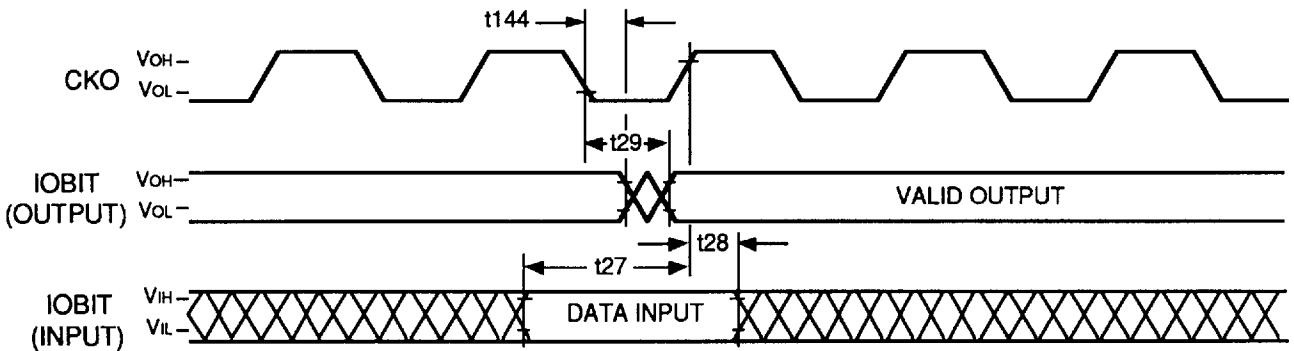 t144
CKO
VOH
VOL
t29
IOBIT
(OUTPUT)
VOH
VOL
VALID OUTPUT
t28
t27
IOBIT
(INPUT)
VIH
VIL
DATA INPUT